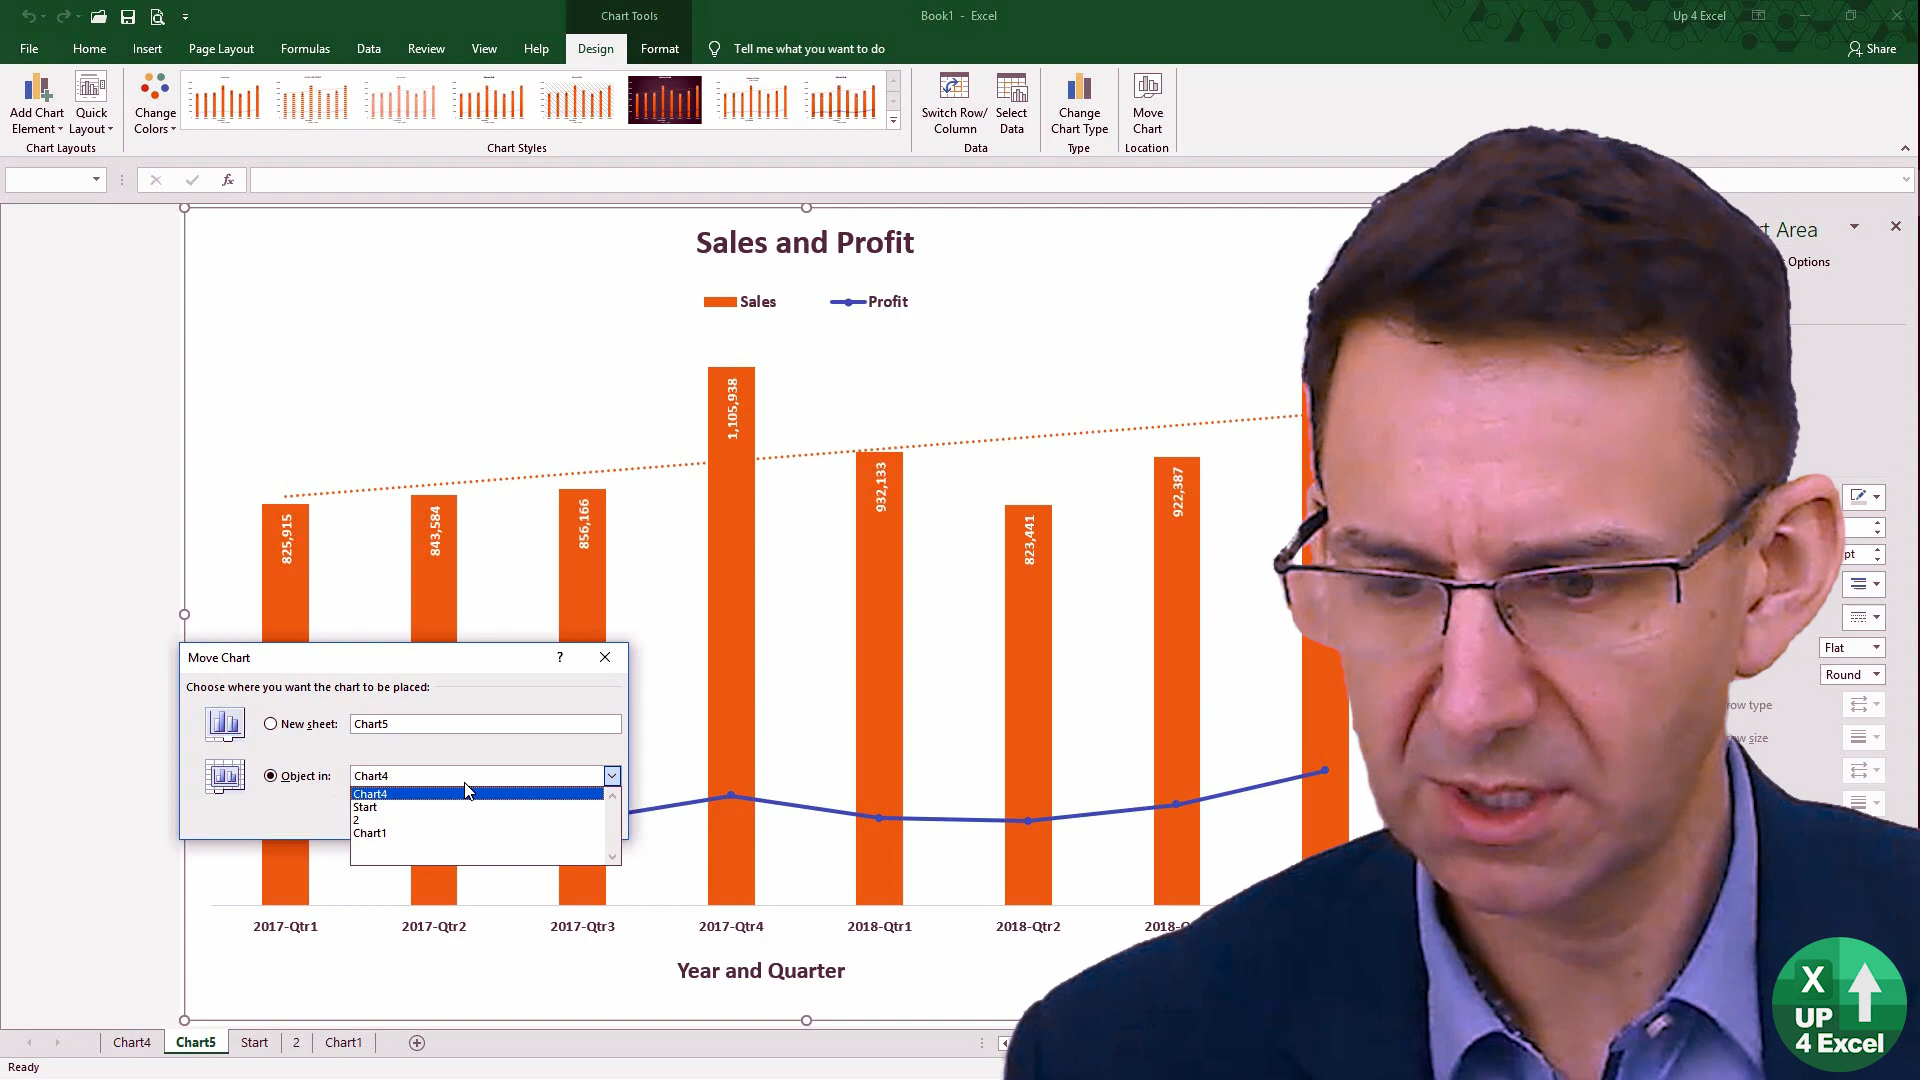 Chart Tools
Book1 - Excel
Up 4 Excel
File Home Insert Page Layout Formulas Data Review View Help Design Format Tell me what you want to do Share
Add Chart Element
Quick Layout
Chart Layouts
Change Colors
Chart Styles
Switch Row/ Column
Select Data
Data
Change Chart Type
Type
Move Chart
Location
fx
Sales and Profit
Sales Profit
Area
Options
1,105,938
932,133
922,387
825,915
843,584
856,166
823,441
pt
Flat
Round
Move Chart ?
Choose where you want the chart to be placed:
New sheet: Chart5
Object in: Chart4
Chart4
Start
2
Chart1
2017-Qtr1 2017-Qtr2 2017-Qtr3 2017-Qtr4 2018-Qtr1 2018-Qtr2
Year and Quarter
type
size
Chart4 Chart5 Start 2 Chart1
Ready
X
UP
4 Excel